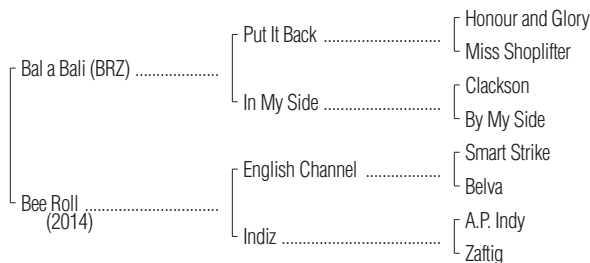 Honour and Glory
Put It Back ............................
Miss Shoplifter
Bal a Bali (BRZ) ....................
Clackson
In My Side ............................
By My Side
Smart Strike
English Channel ..................
Belva
Bee Roll ................................
(2014)
A.P. Indy
Indiz ......................................
Zaftig